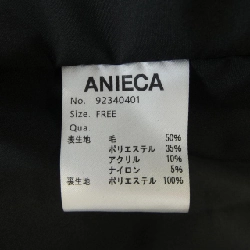 ANIECA
No. 92340401
Size. FREE
Qua
表生地 毛 50%
ポリエステル 35%
アクリル 10%
ナイロン 5%
裏生地 ポリエステル 100%